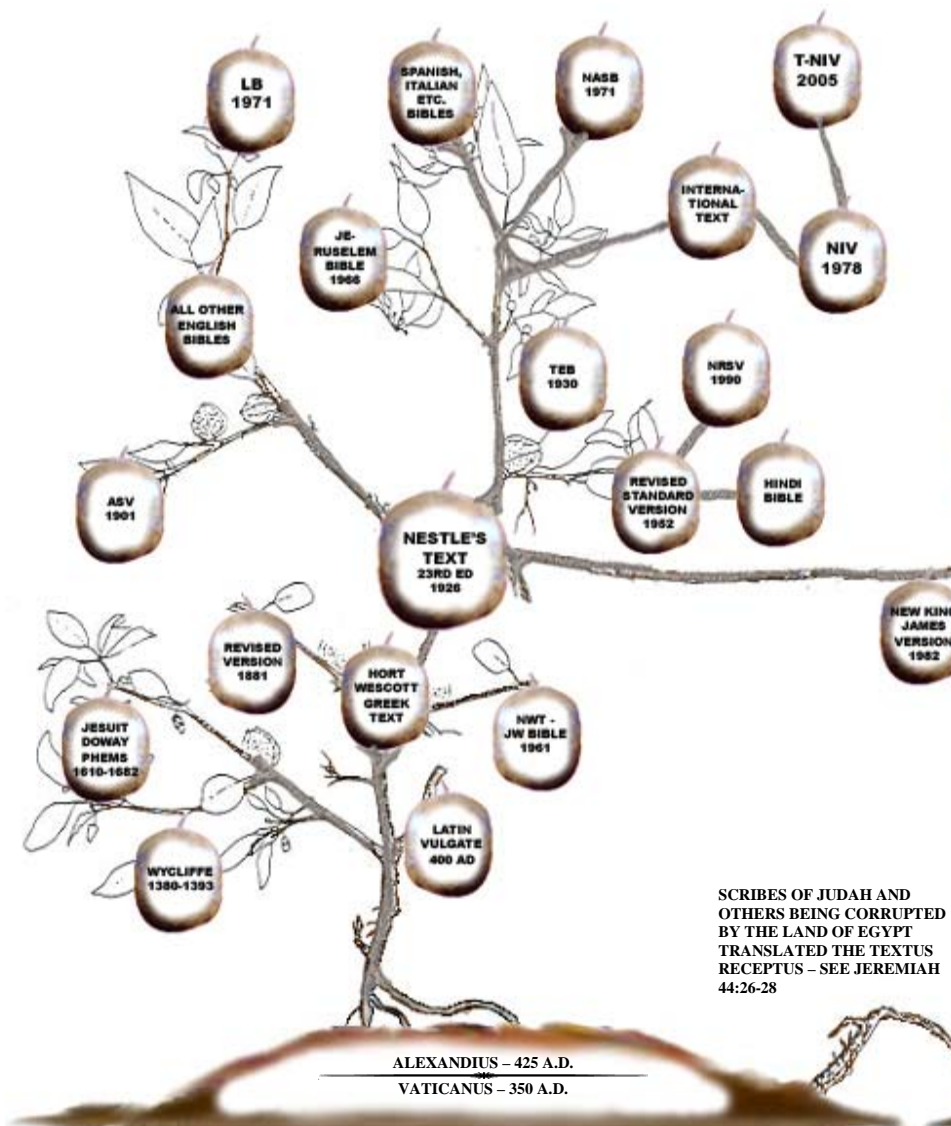 LB
1971
SPANISH,
ITALIAN
ETC.
BIBLES
NASB
1971
T-NIV
2005
INTERNA-
TIONAL
TEXT
JE-
RUSELEM
BIBLE
1966
NIV
1978
ALL OTHER
ENGLISH
BIBLES
TEB
1930
NRSV
1990
ASV
1901
REVISED
STANDARD
VERSION
1952
HINDI
BIBLE
NESTLE'S
TEXT
23RD ED
1926
NEW KING
JAMES
VERSION
1982
REVISED
VERSION
1881
HORT
WESCOTT
GREEK
TEXT
NWT -
JW BIBLE
1961
JESUIT
DOWAY
PHEMS
1610-1682
LATIN
VULGATE
400 AD
WYCLIFFE
1380-1393
SCRIBES OF JUDAH AND
OTHERS BEING CORRUPTED
BY THE LAND OF EGYPT
TRANSLATED THE TEXTUS
RECEPTUS – SEE JEREMIAH
44:26-28
ALEXANDIUS – 425 A.D.
VATICANUS – 350 A.D.